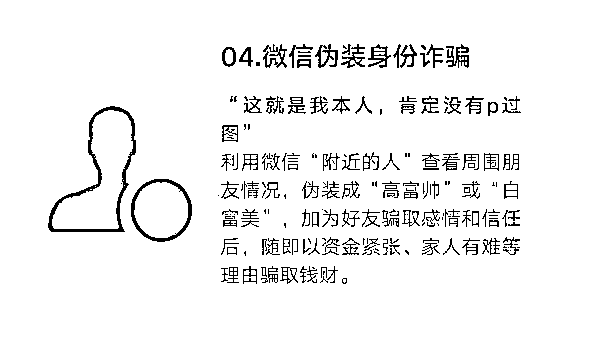 04.微信伪装身份诈骗
“这就是我本人，肯定没有p过
图”
利用微信“附近的人”查看周围朋
友情况，伪装成“高富帅”或“白
富美”，加为好友骗取感情和信任
后，随即以资金紧张、家人有难等
理由骗取钱财。